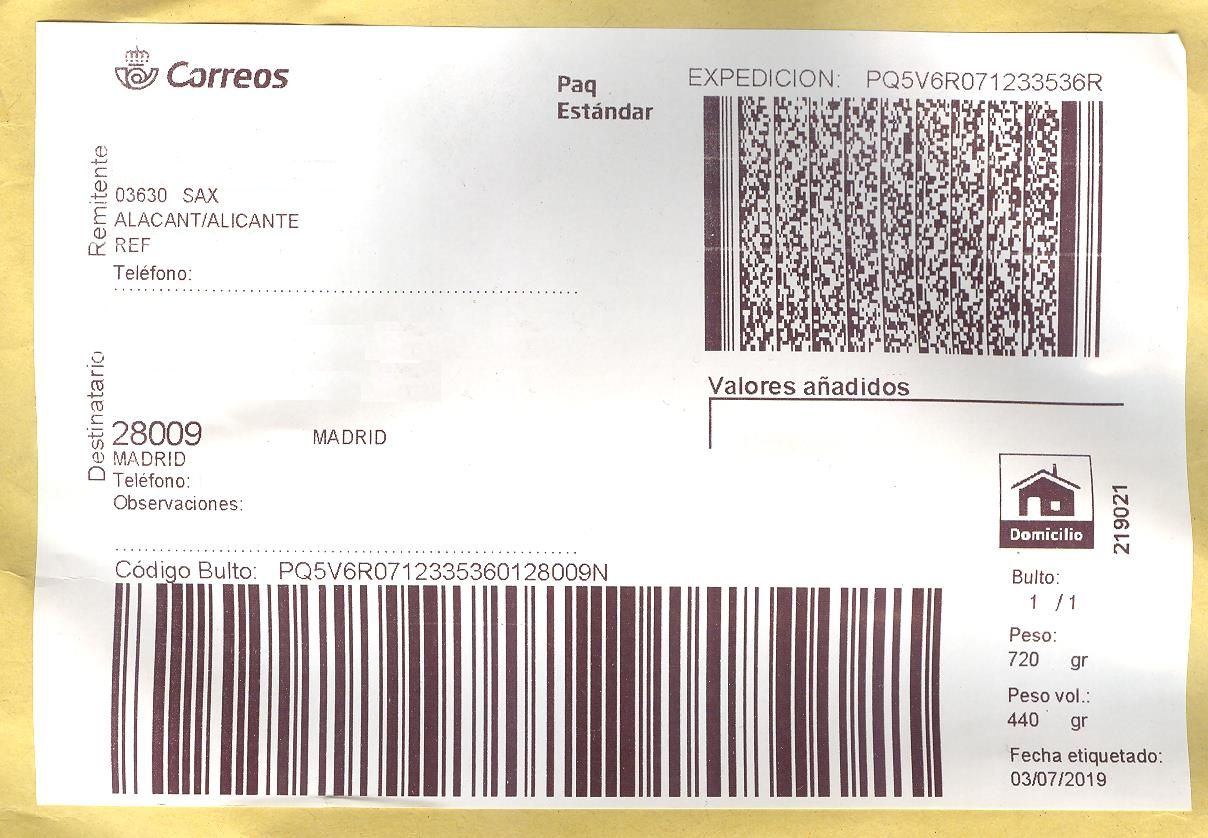 Correos
Paq
Estándar
EXPEDICION: PQ5V6R071233536R
Remitente
03630 SAX
ALACANT/ALICANTE
REF
Teléfono:
Valores añadidos
Destinatario
28009 MADRID
MADRID
Teléfono:
Observaciones:
Domicilio
219021
Código Bulto: PQ5V6R0712335360128009N
Bulto:
1 / 1
Peso:
720 gr
Peso vol.:
440 gr
Fecha etiquetado:
03/07/2019